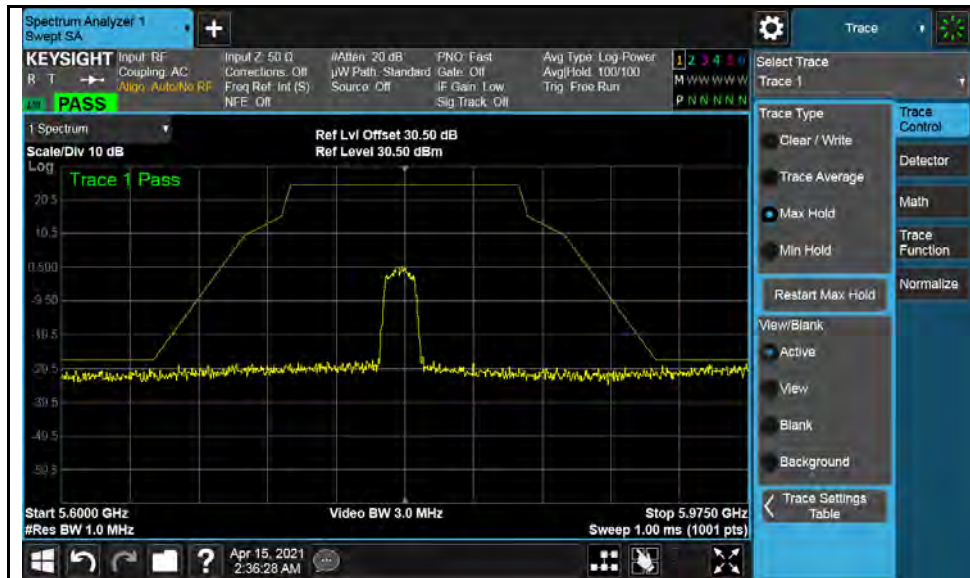 Spectrum Analyzer 1
Swept SA
+
Trace
KEYSIGHT
R T
PASS
Input: RF
Coupling: AC
Align: Auto/No RF
Input Z: 50 Ω
Corrections: Off
Freq Ref: Int (S)
NFE: Off
#Atten: 20 dB
µW Path: Standard
Source: Off
PNO: Fast
Gate: Off
IF Gain: Low
Sig Track: Off
Avg Type: Log-Power
Avg|Hold: 100/100
Trig: Free Run
1 2 3 4 5 6
M W W W W W
P N N N N N
Select Trace
Trace 1
1 Spectrum
Scale/Div 10 dB
Ref Lvl Offset 30.50 dB
Ref Level 30.50 dBm
Log
Trace 1 Pass
20.5
10.5
0.500
-9.50
-19.5
-29.5
-39.5
-49.5
-59.5
Start 5.6000 GHz
#Res BW 1.0 MHz
Video BW 3.0 MHz
Stop 5.9750 GHz
Sweep 1.00 ms (1001 pts)
Trace Type
Clear / Write
Trace Average
Max Hold
Min Hold
Restart Max Hold
View/Blank
Active
View
Blank
Background
Trace Settings
Table
Trace
Control
Detector
Math
Trace
Function
Normalize
?
Apr 15, 2021
2:36:28 AM